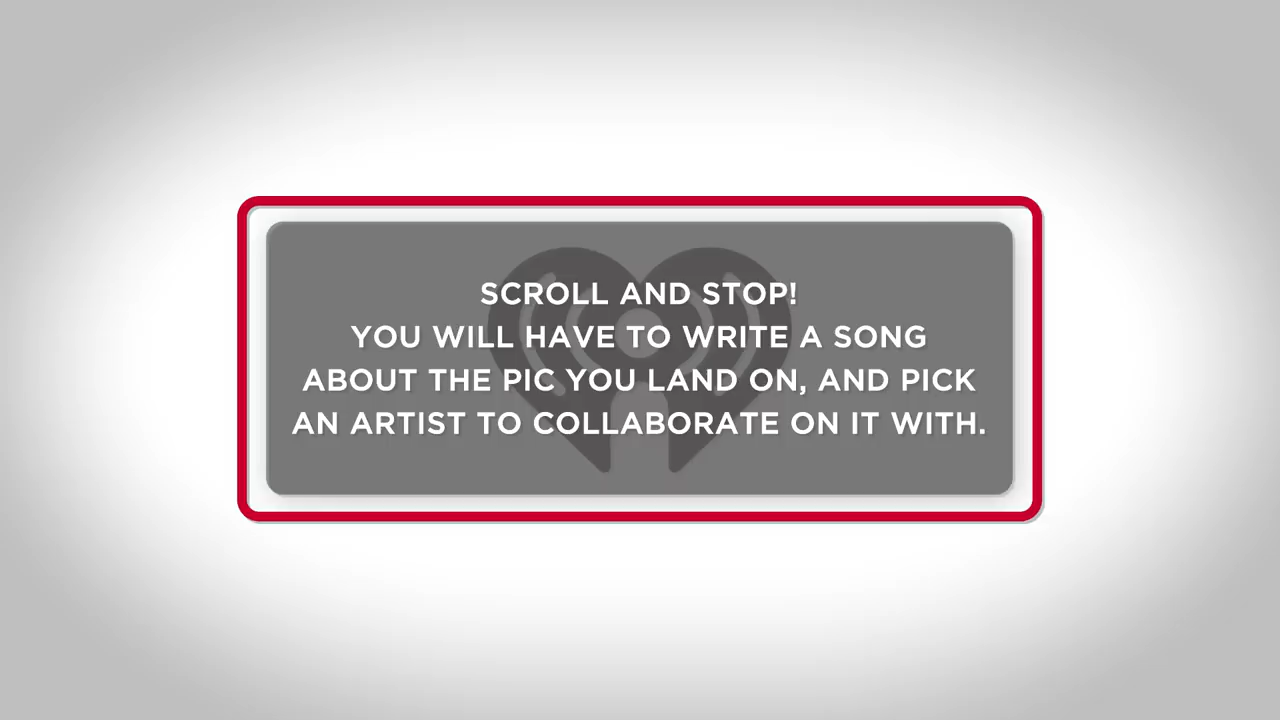 SCROLL AND STOP!
YOU WILL HAVE TO WRITE A SONG
ABOUT THE PIC YOU LAND ON, AND PICK
AN ARTIST TO COLLABORATE ON IT WITH.